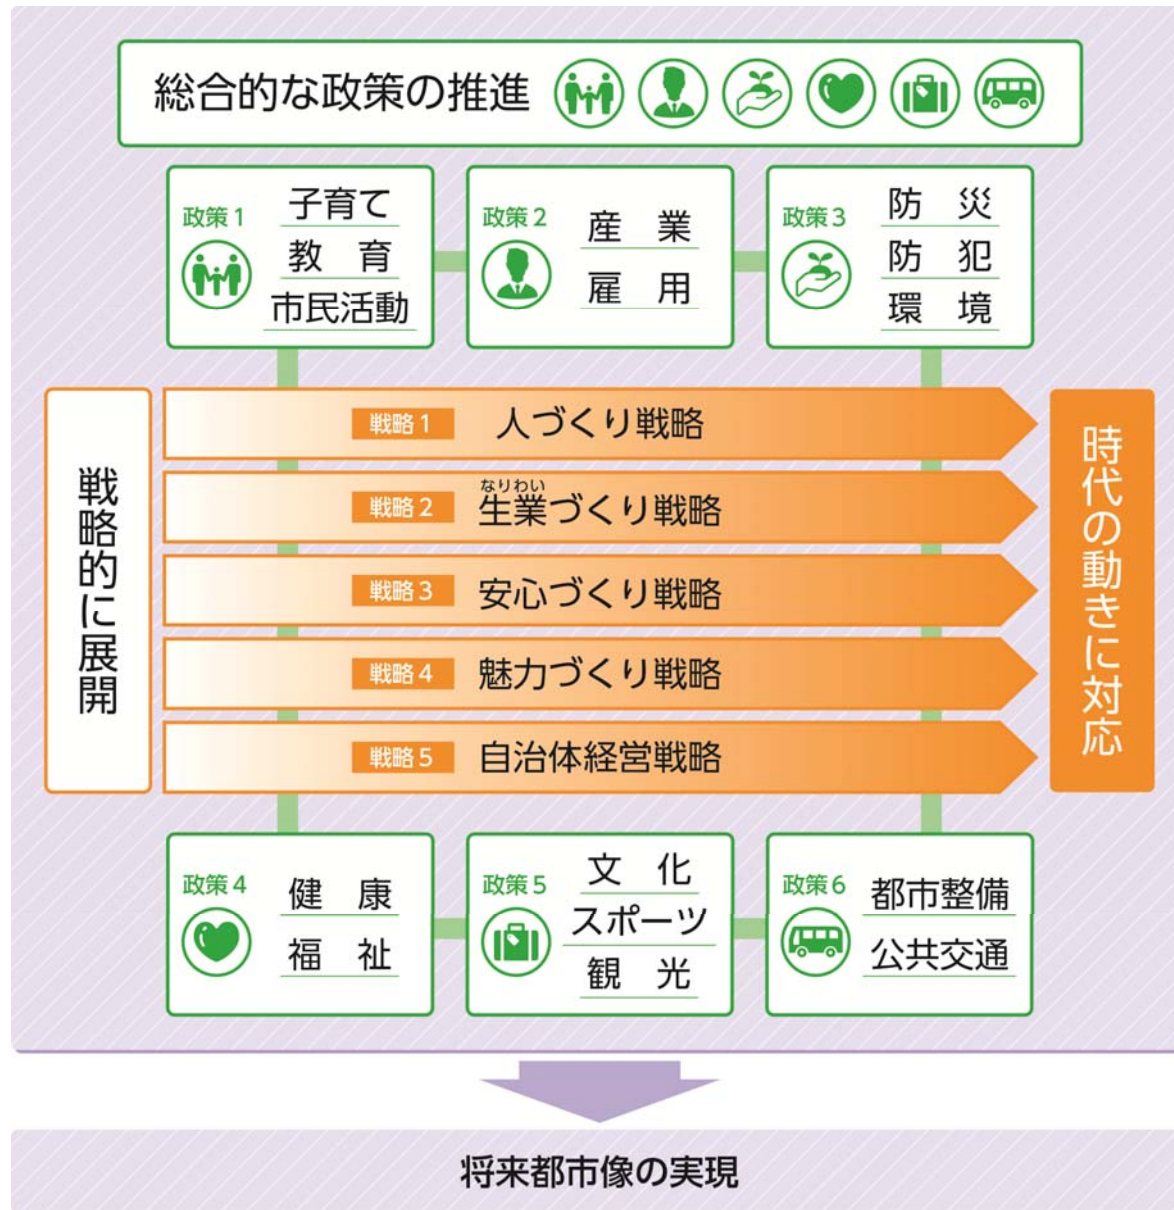 総合的な政策の推進
政策1
子育て
教　育
市民活動
政策2
産　業
雇　用
政策3
防　災
防　犯
環　境
戦略的に展開
戦略1 人づくり戦略
なりわい
戦略2 生業づくり戦略
戦略3 安心づくり戦略
戦略4 魅力づくり戦略
戦略5 自治体経営戦略
時代の動きに対応
政策4
健　康
福　祉
政策5
文　化
スポーツ
観　光
政策6
都市整備
公共交通
将来都市像の実現